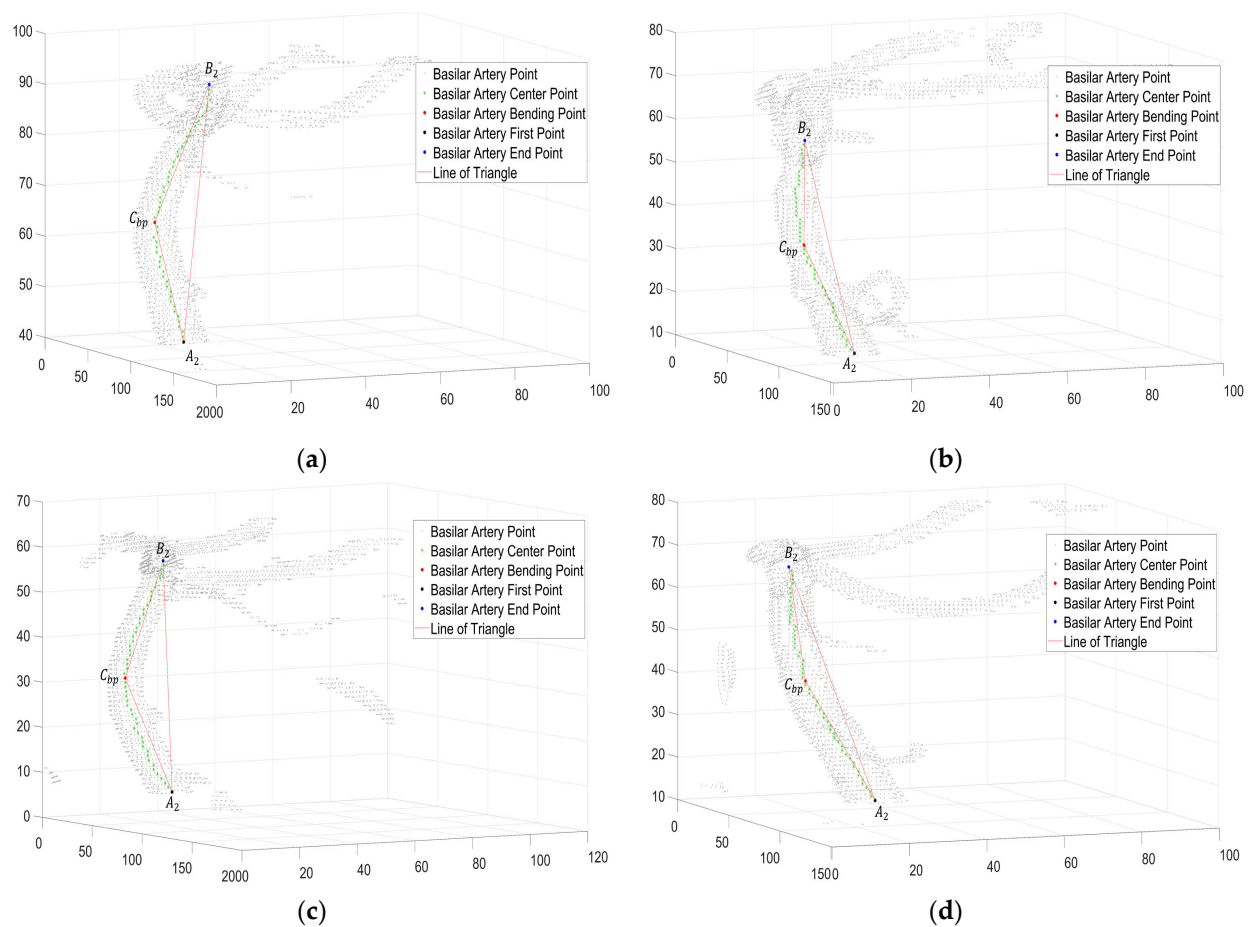 100
90
80
70
60
50
40
0
50
100
150
2000
20
40
60
80
100
B2
Cbp
A2
Basilar Artery Point
Basilar Artery Center Point
Basilar Artery Bending Point
Basilar Artery First Point
Basilar Artery End Point
Line of Triangle
(a)
80
70
60
50
40
30
20
10
0
50
100
150 0
20
40
60
80
100
B2
Cbp
A2
Basilar Artery Point
Basilar Artery Center Point
Basilar Artery Bending Point
Basilar Artery First Point
Basilar Artery End Point
Line of Triangle
(b)
70
60
50
40
30
20
10
0
0
50
100
150
2000
20
40
60
80
100
120
B2
Cbp
A2
Basilar Artery Point
Basilar Artery Center Point
Basilar Artery Bending Point
Basilar Artery First Point
Basilar Artery End Point
Line of Triangle
(c)
80
70
60
50
40
30
20
10
0
50
100
1500
20
40
60
80
100
B2
Cbp
A2
Basilar Artery Point
Basilar Artery Center Point
Basilar Artery Bending Point
Basilar Artery First Point
Basilar Artery End Point
Line of Triangle
(d)